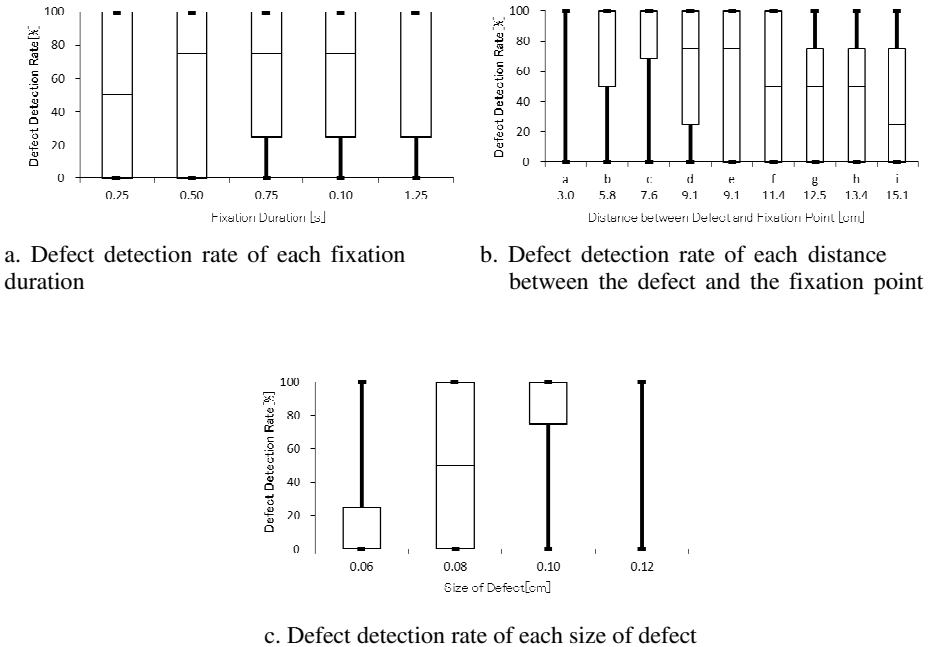 Defect Detection Rate[%]
100
80
60
40
20
0
0.25 0.50 0.75 0.10 1.25
Fixation Duration [s]
Defect Detection Rate[%]
100
80
60
40
20
0
a b c d e f g h i
3.0 5.8 7.6 9.1 9.1 11.4 12.5 13.4 15.1
Distance between Defect and Fixation Point [cm]
a. Defect detection rate of each fixation
duration
b. Defect detection rate of each distance
between the defect and the fixation point
Defect Detection Rate[%]
100
80
60
40
20
0
0.06 0.08 0.10 0.12
Size of Defect[cm]
c. Defect detection rate of each size of defect